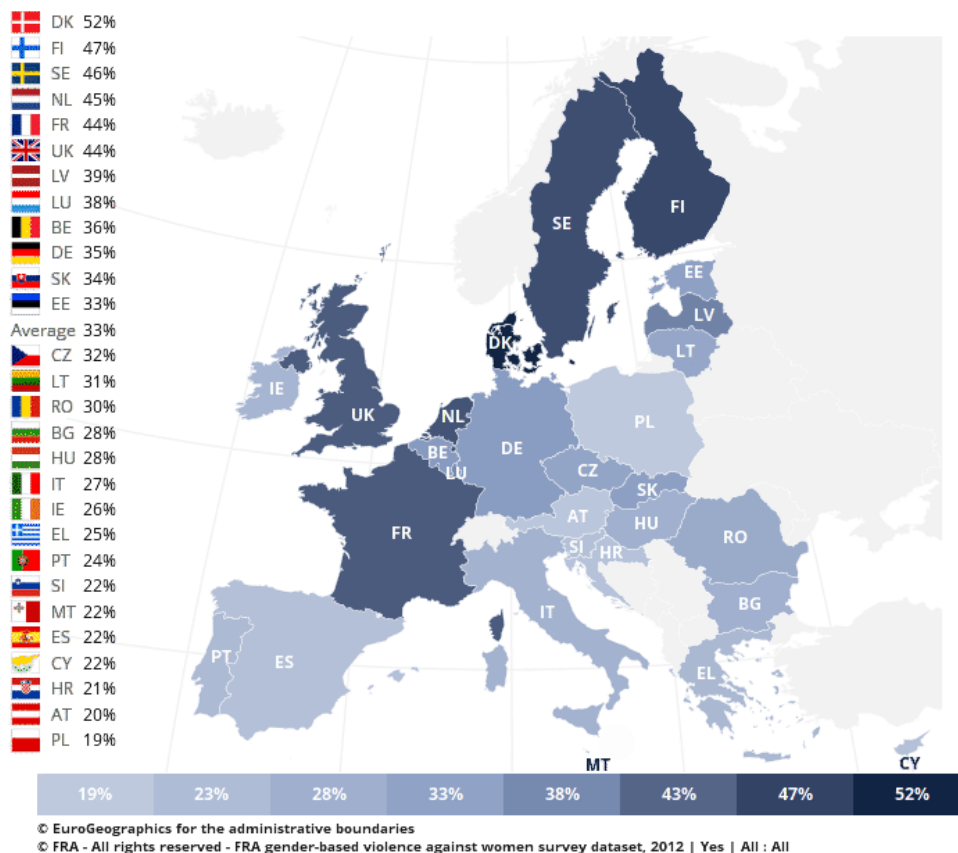 DK 52%
FI 47%
SE 46%
NL 45%
FR 44%
UK 44%
LV 39%
LU 38%
BE 36%
DE 35%
SK 34%
EE 33%
Average 33%
CZ 32%
LT 31%
RO 30%
BG 28%
HU 28%
IT 27%
IE 26%
EL 25%
PT 24%
SI 22%
MT 22%
ES 22%
CY 22%
HR 21%
AT 20%
PL 19%
FI
SE
EE
LV
DK
LT
IE
UK
NL
PL
BE
DE
LU
CZ
SK
AT
HU
FR
SI
HR
RO
IT
BG
PT
ES
EL
MT
CY
19% 23% 28% 33% 38% 43% 47% 52%
© EuroGeographics for the administrative boundaries
© FRA - All rights reserved - FRA gender-based violence against women survey dataset, 2012 | Yes | All : All